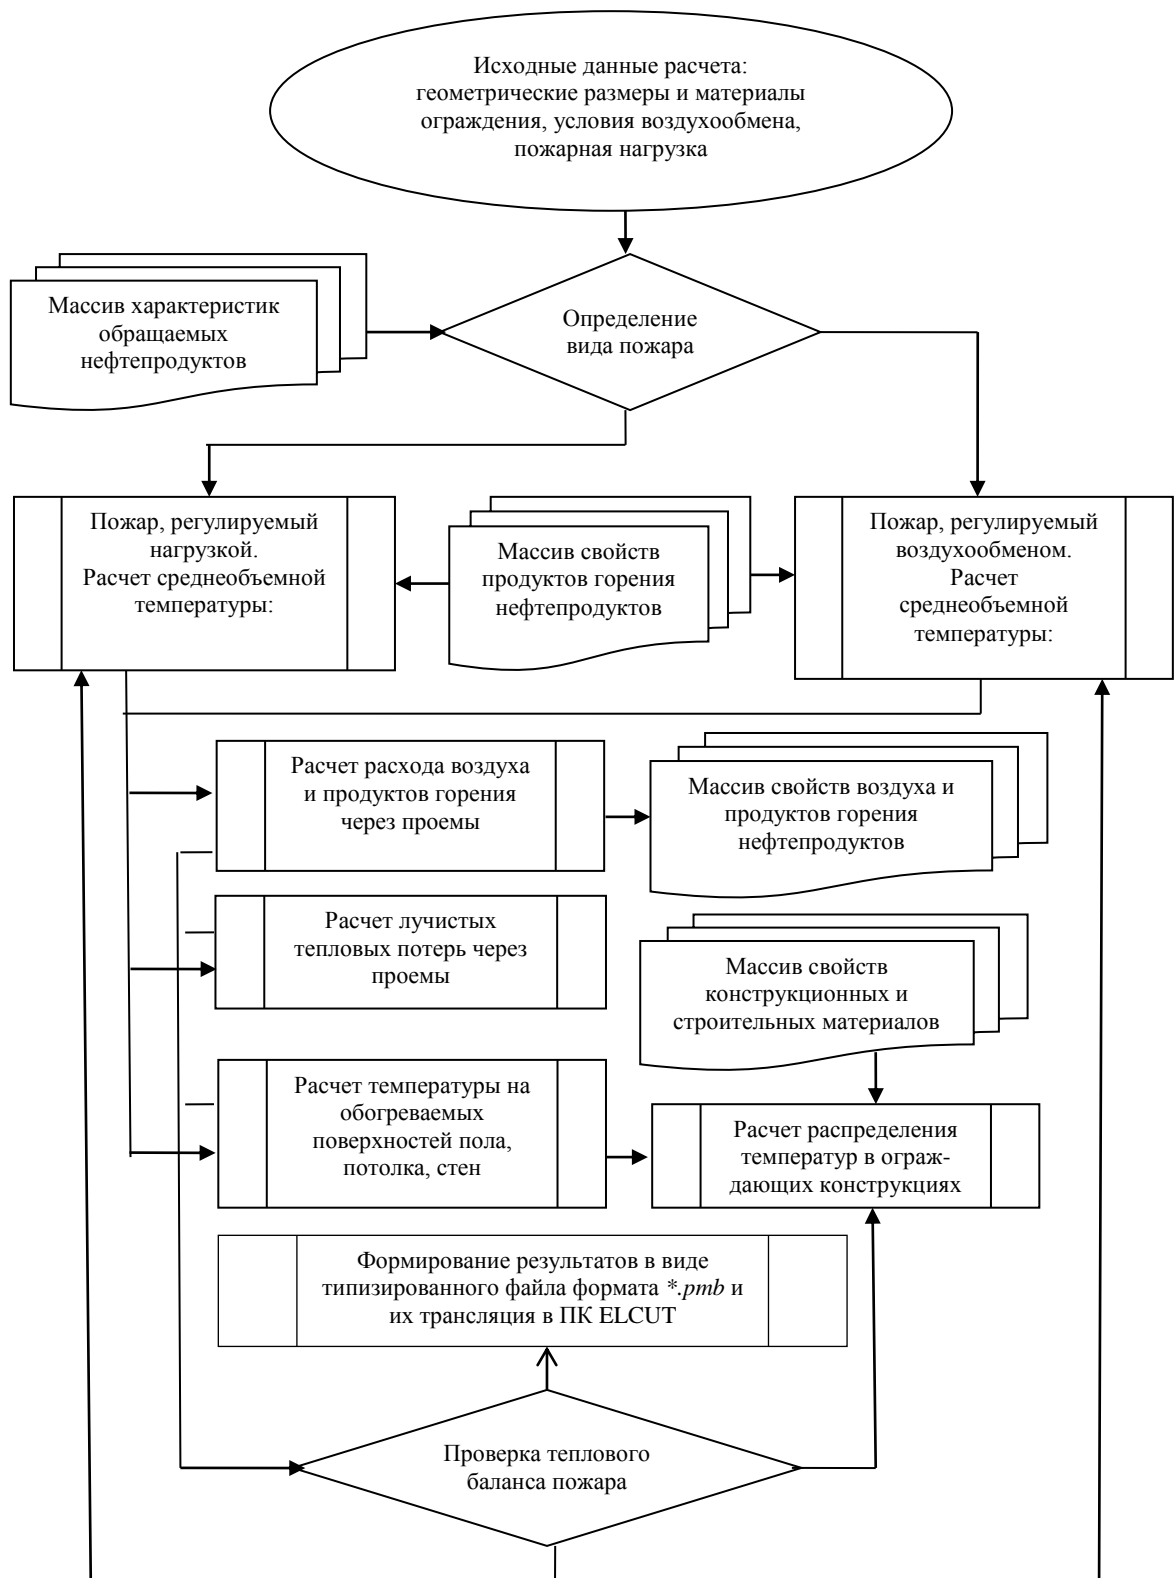 Исходные данные расчета:
геометрические размеры и материалы
ограждения, условия воздухообмена,
пожарная нагрузка
Массив характеристик
обращаемых
нефтепродуктов
Определение
вида пожара
Пожар, регулируемый
нагрузкой.
Расчет среднеобъемной
температуры:
Массив свойств
продуктов горения
нефтепродуктов
Пожар, регулируемый
воздухообменом.
Расчет
среднеобъемной
температуры:
Расчет расхода воздуха
и продуктов горения
через проемы
Массив свойств воздуха и
продуктов горения
нефтепродуктов
Расчет лучистых
тепловых потерь через
проемы
Массив свойств
конструкционных и
строительных материалов
Расчет температуры на
обогреваемых
поверхностей пола,
потолка, стен
Расчет распределения
температур в ограж-
дающих конструкциях
Формирование результатов в виде
типизированного файла формата *.pmb и
их трансляция в ПК ELCUT
Проверка теплового
баланса пожара